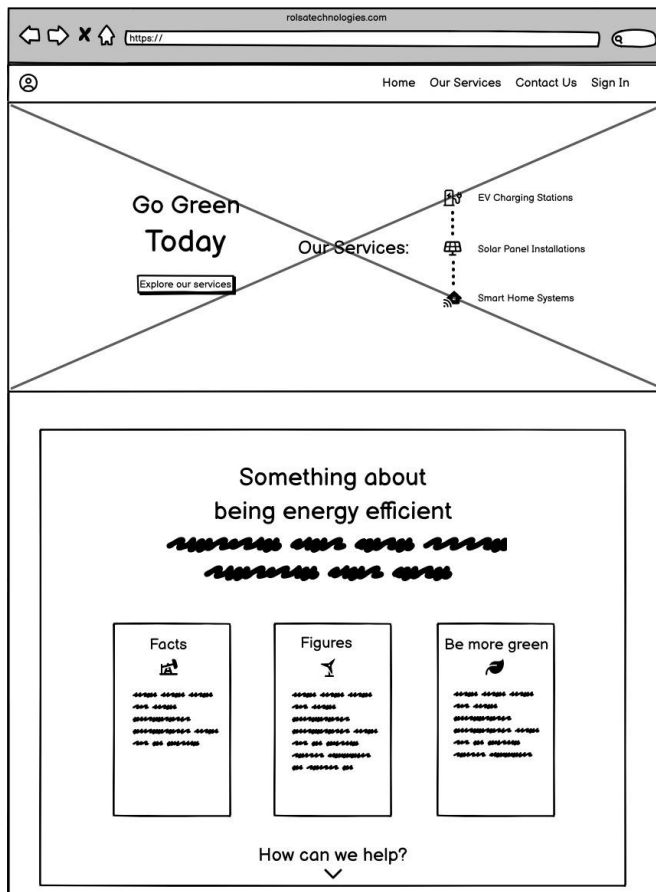 rolsatechnologies.com
https://
Home Our Services Contact Us Sign In
Go Green
Today
Explore our services
Our Services:
EV Charging Stations
Solar Panel Installations
Smart Home Systems
Something about
being energy efficient
Facts
Figures
Be more green
How can we help?